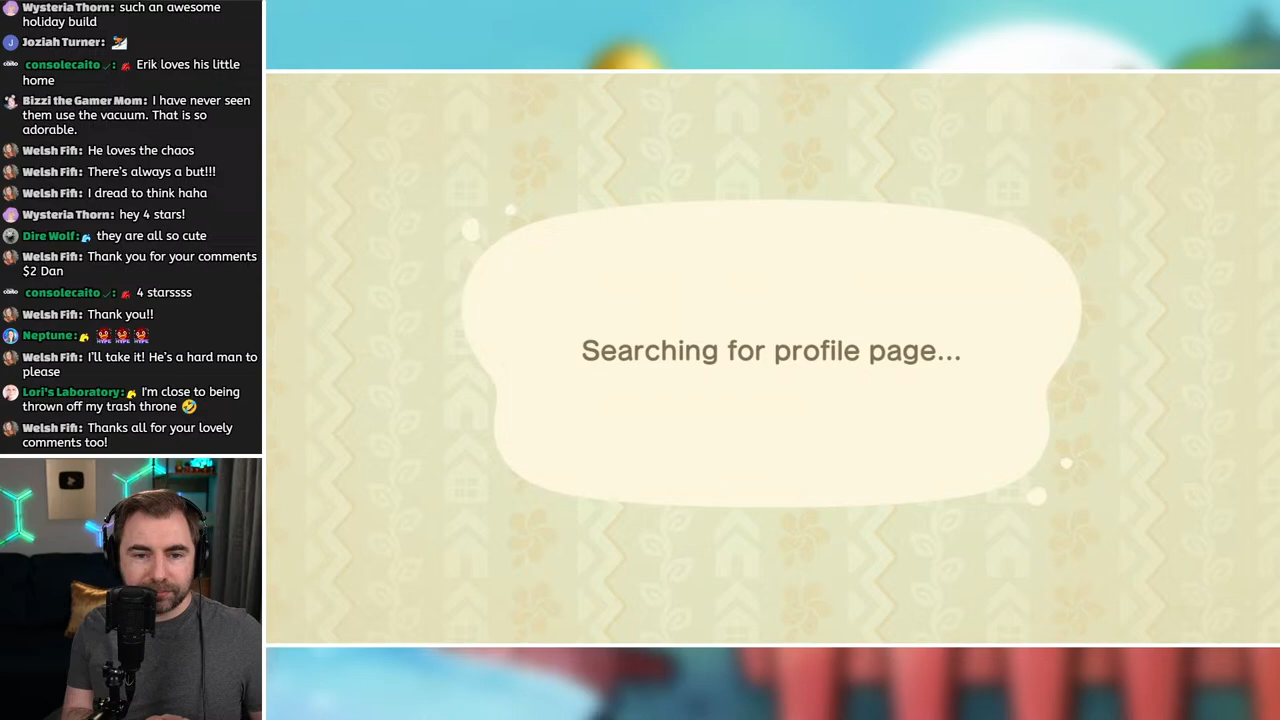 Wysteria Thorn: such an awesome
holiday build
Joziah Turner:
consolecaito: Erik loves his little
home
Bizzi the Gamer Mom: I have never seen
them use the vacuum. That is so
adorable.
Welsh Fifi: He loves the chaos
Welsh Fifi: There's always a but!!!
Welsh Fifi: I dread to think haha
Wysteria Thorn: hey 4 stars!
Dire Wolf: they are all so cute
Welsh Fifi: Thank you for your comments
$2 Dan
consolecaito: 4 starssss
Welsh Fifi: Thank you!!
Neptune: HYPE HYPE HYPE
Welsh Fifi: I'll take it! He's a hard man to
please
Lori's Laboratory: I'm close to being
thrown off my trash throne 🤣
Welsh Fifi: Thanks all for your lovely
comments too!
Searching for profile page...